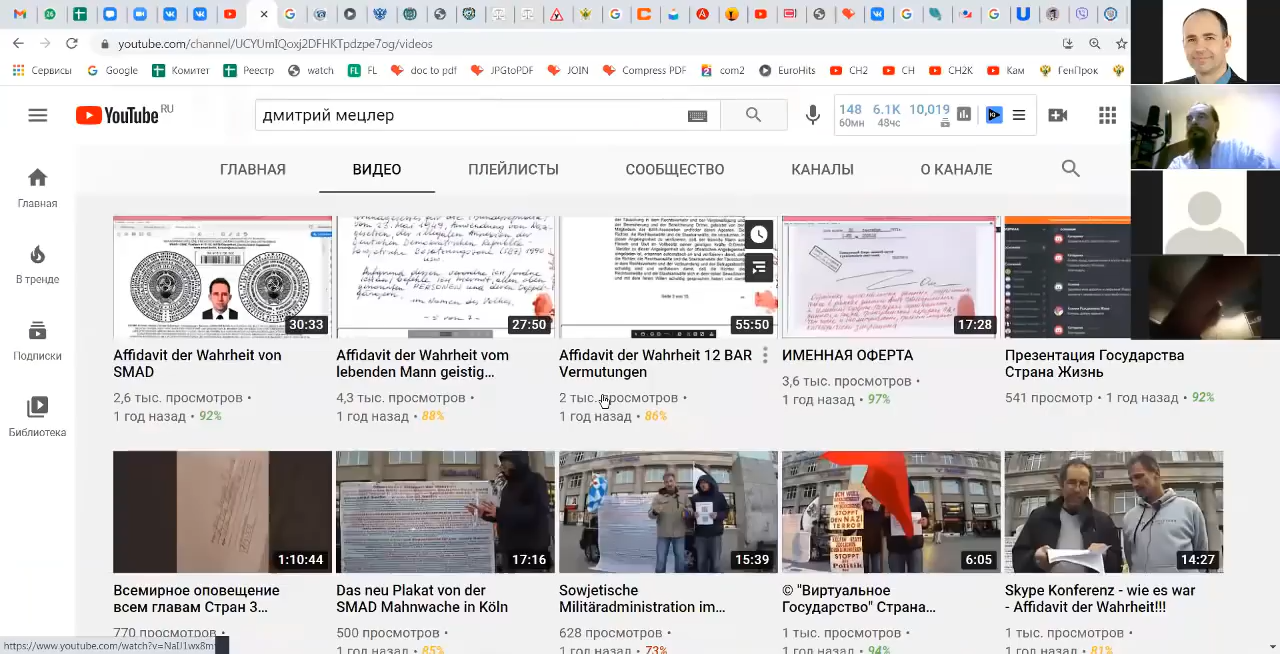 youtube.com/channel/UCYUmIQoxj2DFHKTpdzpe7og/videos
Сервисы Google Комитет Реестр watch FL doc to pdf JPGtoPDF JOIN Compress PDF com2 EuroHits CH2 CH CH2K Кам ГенПрок
YouTube RU
дмитрий мецлер
148 6.1K 10,019
60мн 48чс
ГЛАВНАЯ ВИДЕО ПЛЕЙЛИСТЫ СООБЩЕСТВО КАНАЛЫ О КАНАЛЕ
Главная
В тренде
Подписки
Библиотека
30:33
27:50
55:50
17:28
Affidavit der Wahrheit von
SMAD
2,6 тыс. просмотров •
1 год назад • 92%
Affidavit der Wahrheit vom
lebenden Mann geistig...
4,3 тыс. просмотров •
1 год назад • 88%
Affidavit der Wahrheit 12 BAR
Vermutungen
2 тыс. просмотров •
1 год назад • 86%
ИМЕННАЯ ОФЕРТА
3,6 тыс. просмотров •
1 год назад • 97%
Презентация Государства
Страна Жизнь
541 просмотр • 1 год назад • 92%
1:10:44
17:16
15:39
6:05
14:27
Всемирное оповещение
всем главам Стран 3...
770 просмотров •
Das neu Plakat von der
SMAD Mahnwache in Köln
500 просмотров •
1 год назад • 85%
Sowjetische
Militäradministration im...
628 просмотров •
1 год назад • 73%
© "Виртуальное
Государство" Страна...
1 тыс. просмотров •
1 год назад • 94%
Skype Konferenz - wie es war
- Affidavit der Wahrheit!!!
1 тыс. просмотров •
1 год назад • 81%